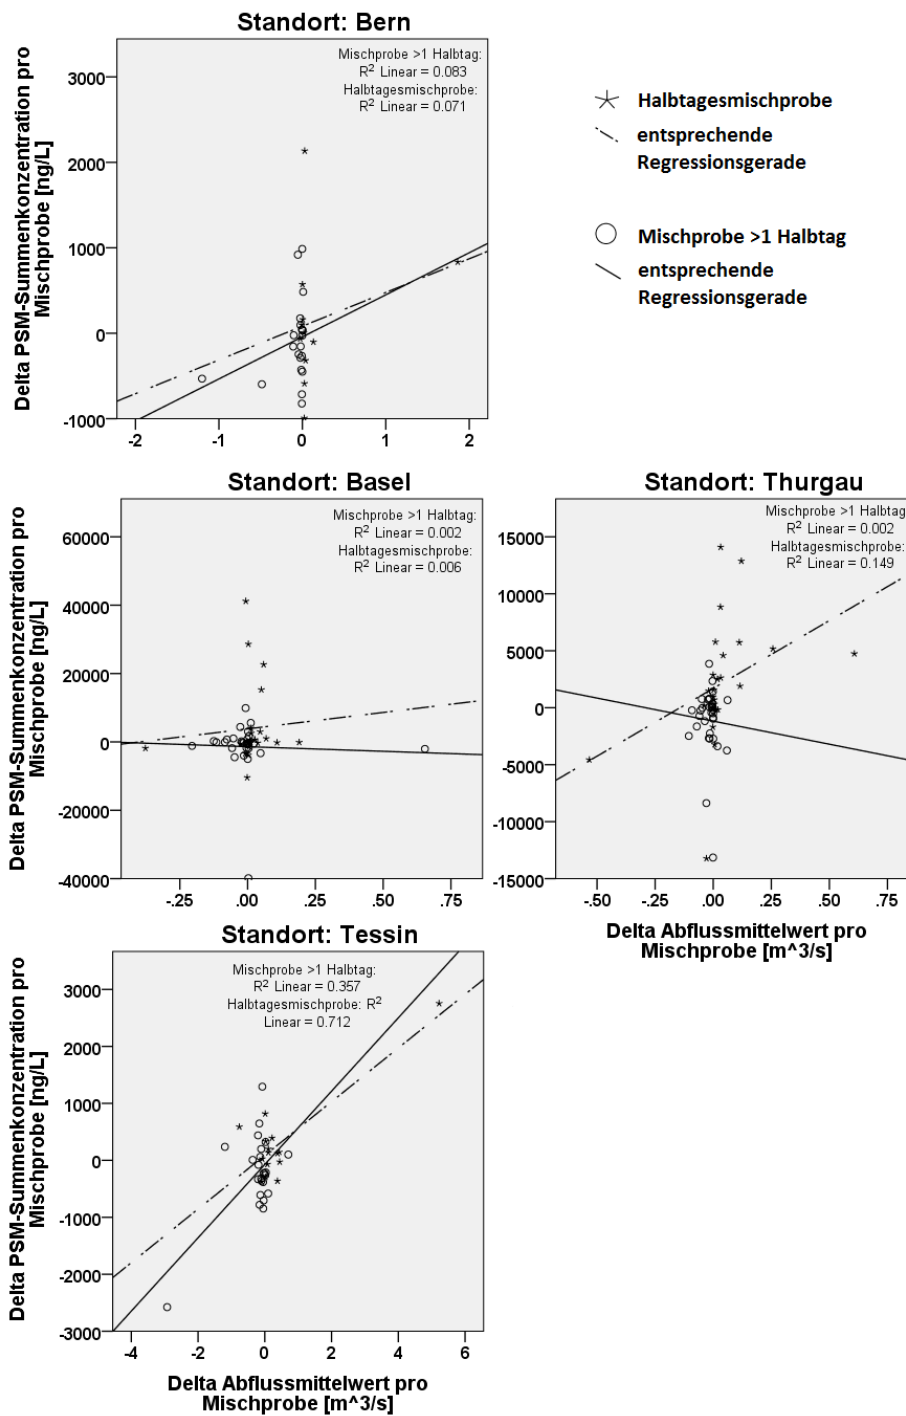 Standort: Bern
Delta PSM-Summenkonzentration pro
Mischprobe [ng/L]
3000
2000
1000
0
-1000
Mischprobe >1 Halbtag:
R² Linear = 0.083
Halbtagesmischprobe:
R² Linear = 0.071
-2
-1
0
1
2
Halbtagesmischprobe
entsprechende
Regressionsgerade
Mischprobe >1 Halbtag
entsprechende
Regressionsgerade
Standort: Basel
Delta PSM-Summenkonzentration pro
Mischprobe [ng/L]
60000
40000
20000
0
-20000
-40000
Mischprobe >1 Halbtag:
R² Linear = 0.002
Halbtagesmischprobe:
R² Linear = 0.006
-.25
.00
.25
.50
.75
Standort: Thurgau
15000
10000
5000
0
-5000
-10000
-15000
Mischprobe >1 Halbtag:
R² Linear = 0.002
Halbtagesmischprobe:
R² Linear = 0.149
-.50
-.25
.00
.25
.50
.75
Delta Abflussmittelwert pro
Mischprobe [m^3/s]
Standort: Tessin
Delta PSM-Summenkonzentration pro
Mischprobe [ng/L]
3000
2000
1000
0
-1000
-2000
-3000
Mischprobe >1 Halbtag:
R² Linear = 0.357
Halbtagesmischprobe: R²
Linear = 0.712
-4
-2
0
2
4
6
Delta Abflussmittelwert pro
Mischprobe [m^3/s]